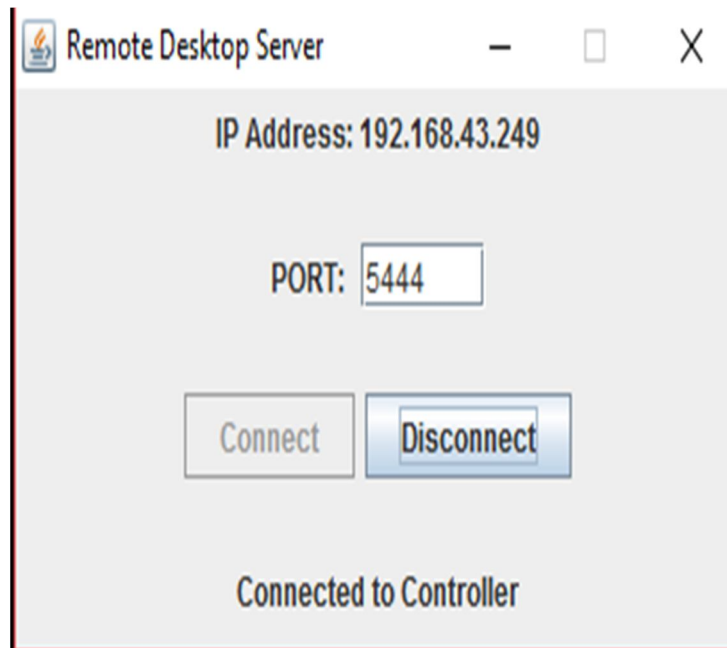 Remote Desktop Server
IP Address: 192.168.43.249
PORT: 5444
Connect Disconnect
Connected to Controller